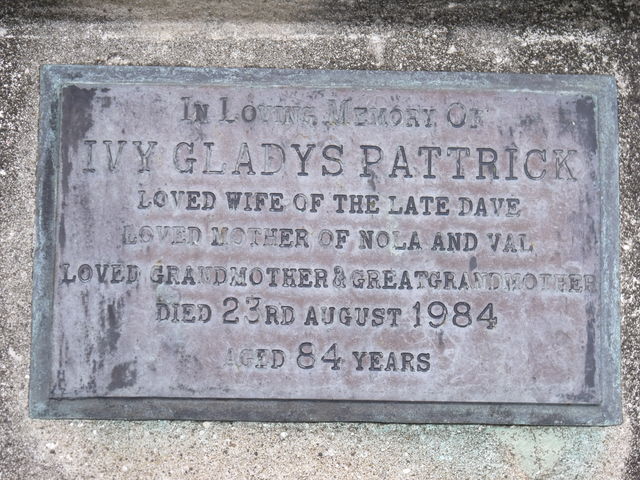 In Loving Memory Of
IVY GLADYS PATTRICK
LOVED WIFE OF THE LATE DAVE
LOVED MOTHER OF NOLA AND VAL
LOVED GRANDMOTHER & GREATGRANDMOTHER
DIED 23RD AUGUST 1984
AGED 84 YEARS